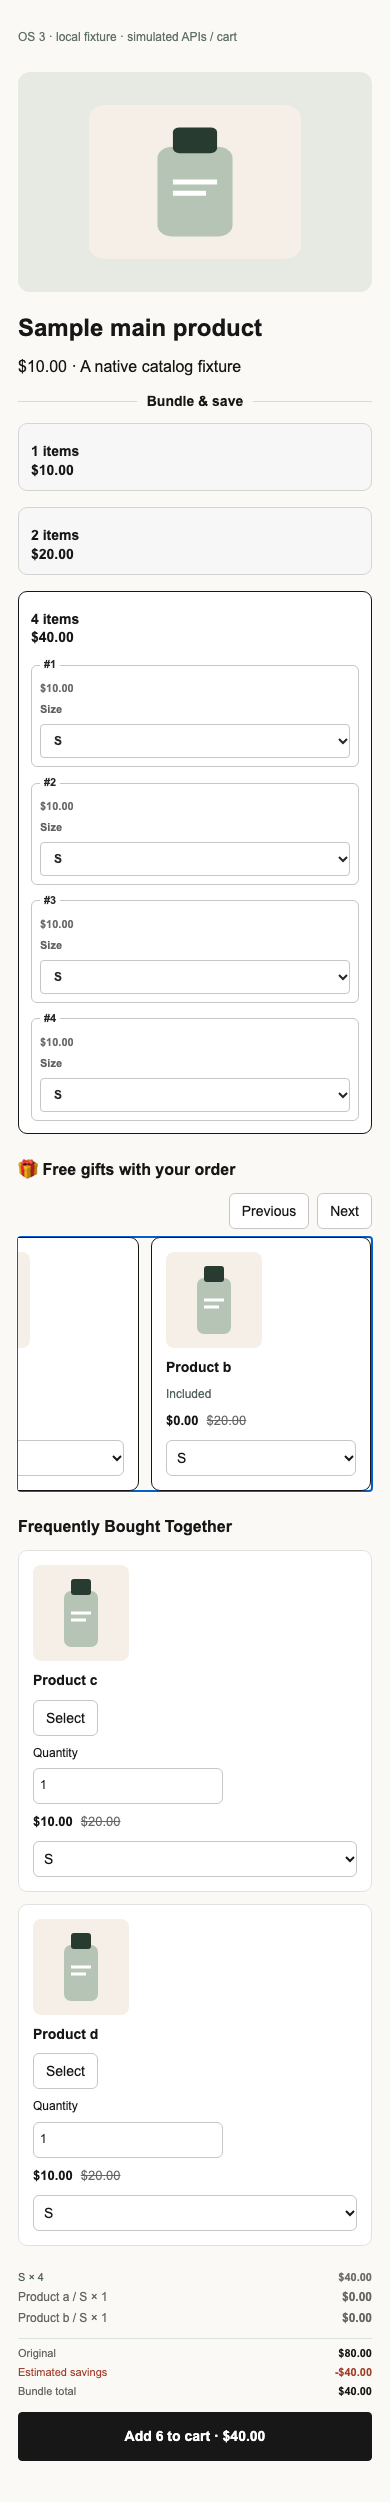 OS 3 · local fixture · simulated APIs / cart
Sample main product
$10.00 · A native catalog fixture
Bundle & save
1 items
$10.00
2 items
$20.00
4 items
$40.00
#1
$10.00
Size
S
#2
$10.00
Size
S
#3
$10.00
Size
S
#4
$10.00
Size
S
🎁 Free gifts with your order
Previous Next
Product b
Included
$0.00 $20.00
S
Frequently Bought Together
Product c
Select
Quantity
1
$10.00 $20.00
S
Product d
Select
Quantity
1
$10.00 $20.00
S
S × 4 $40.00
Product a / S × 1 $0.00
Product b / S × 1 $0.00
Original $80.00
Estimated savings -$40.00
Bundle total $40.00
Add 6 to cart · $40.00